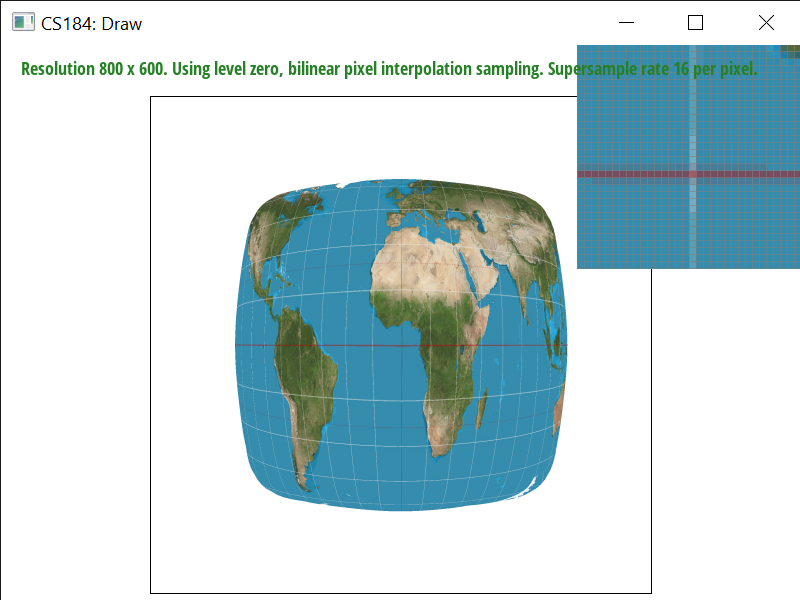 CS184: Draw
Resolution 800 x 600. Using level zero, bilinear pixel interpolation sampling. Supersample rate 16 per pixel.